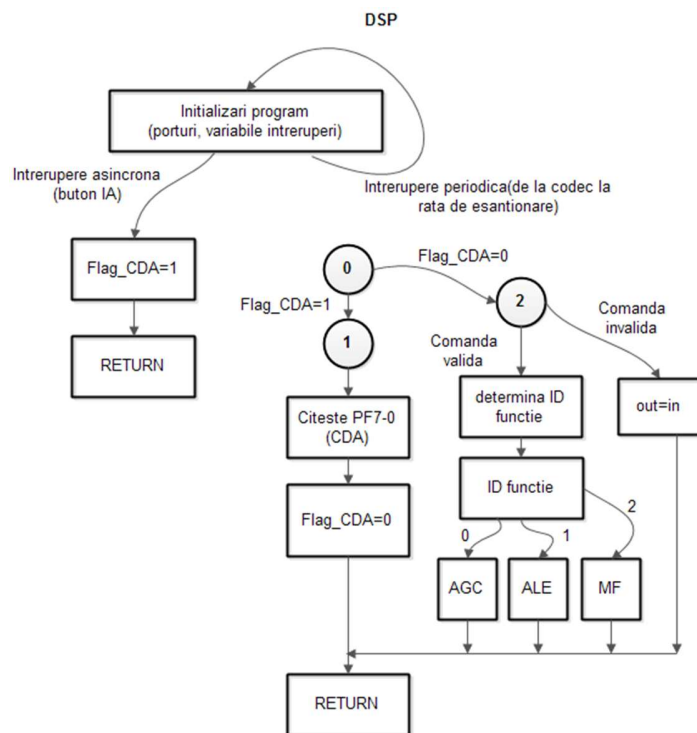 DSP
Initializari program
(porturi, variabile intreruperi)
Intrerupere asincrona
(buton IA)
Intrerupere periodica(de la codec la
rata de esantionare)
Flag_CDA=1
RETURN
0
Flag_CDA=0
Flag_CDA=1
2
1
Comanda
valida
Comanda
invalida
Citeste PF7-0
(CDA)
determina ID
functie
out=in
Flag_CDA=0
ID functie
0
1
2
AGC
ALE
MF
RETURN